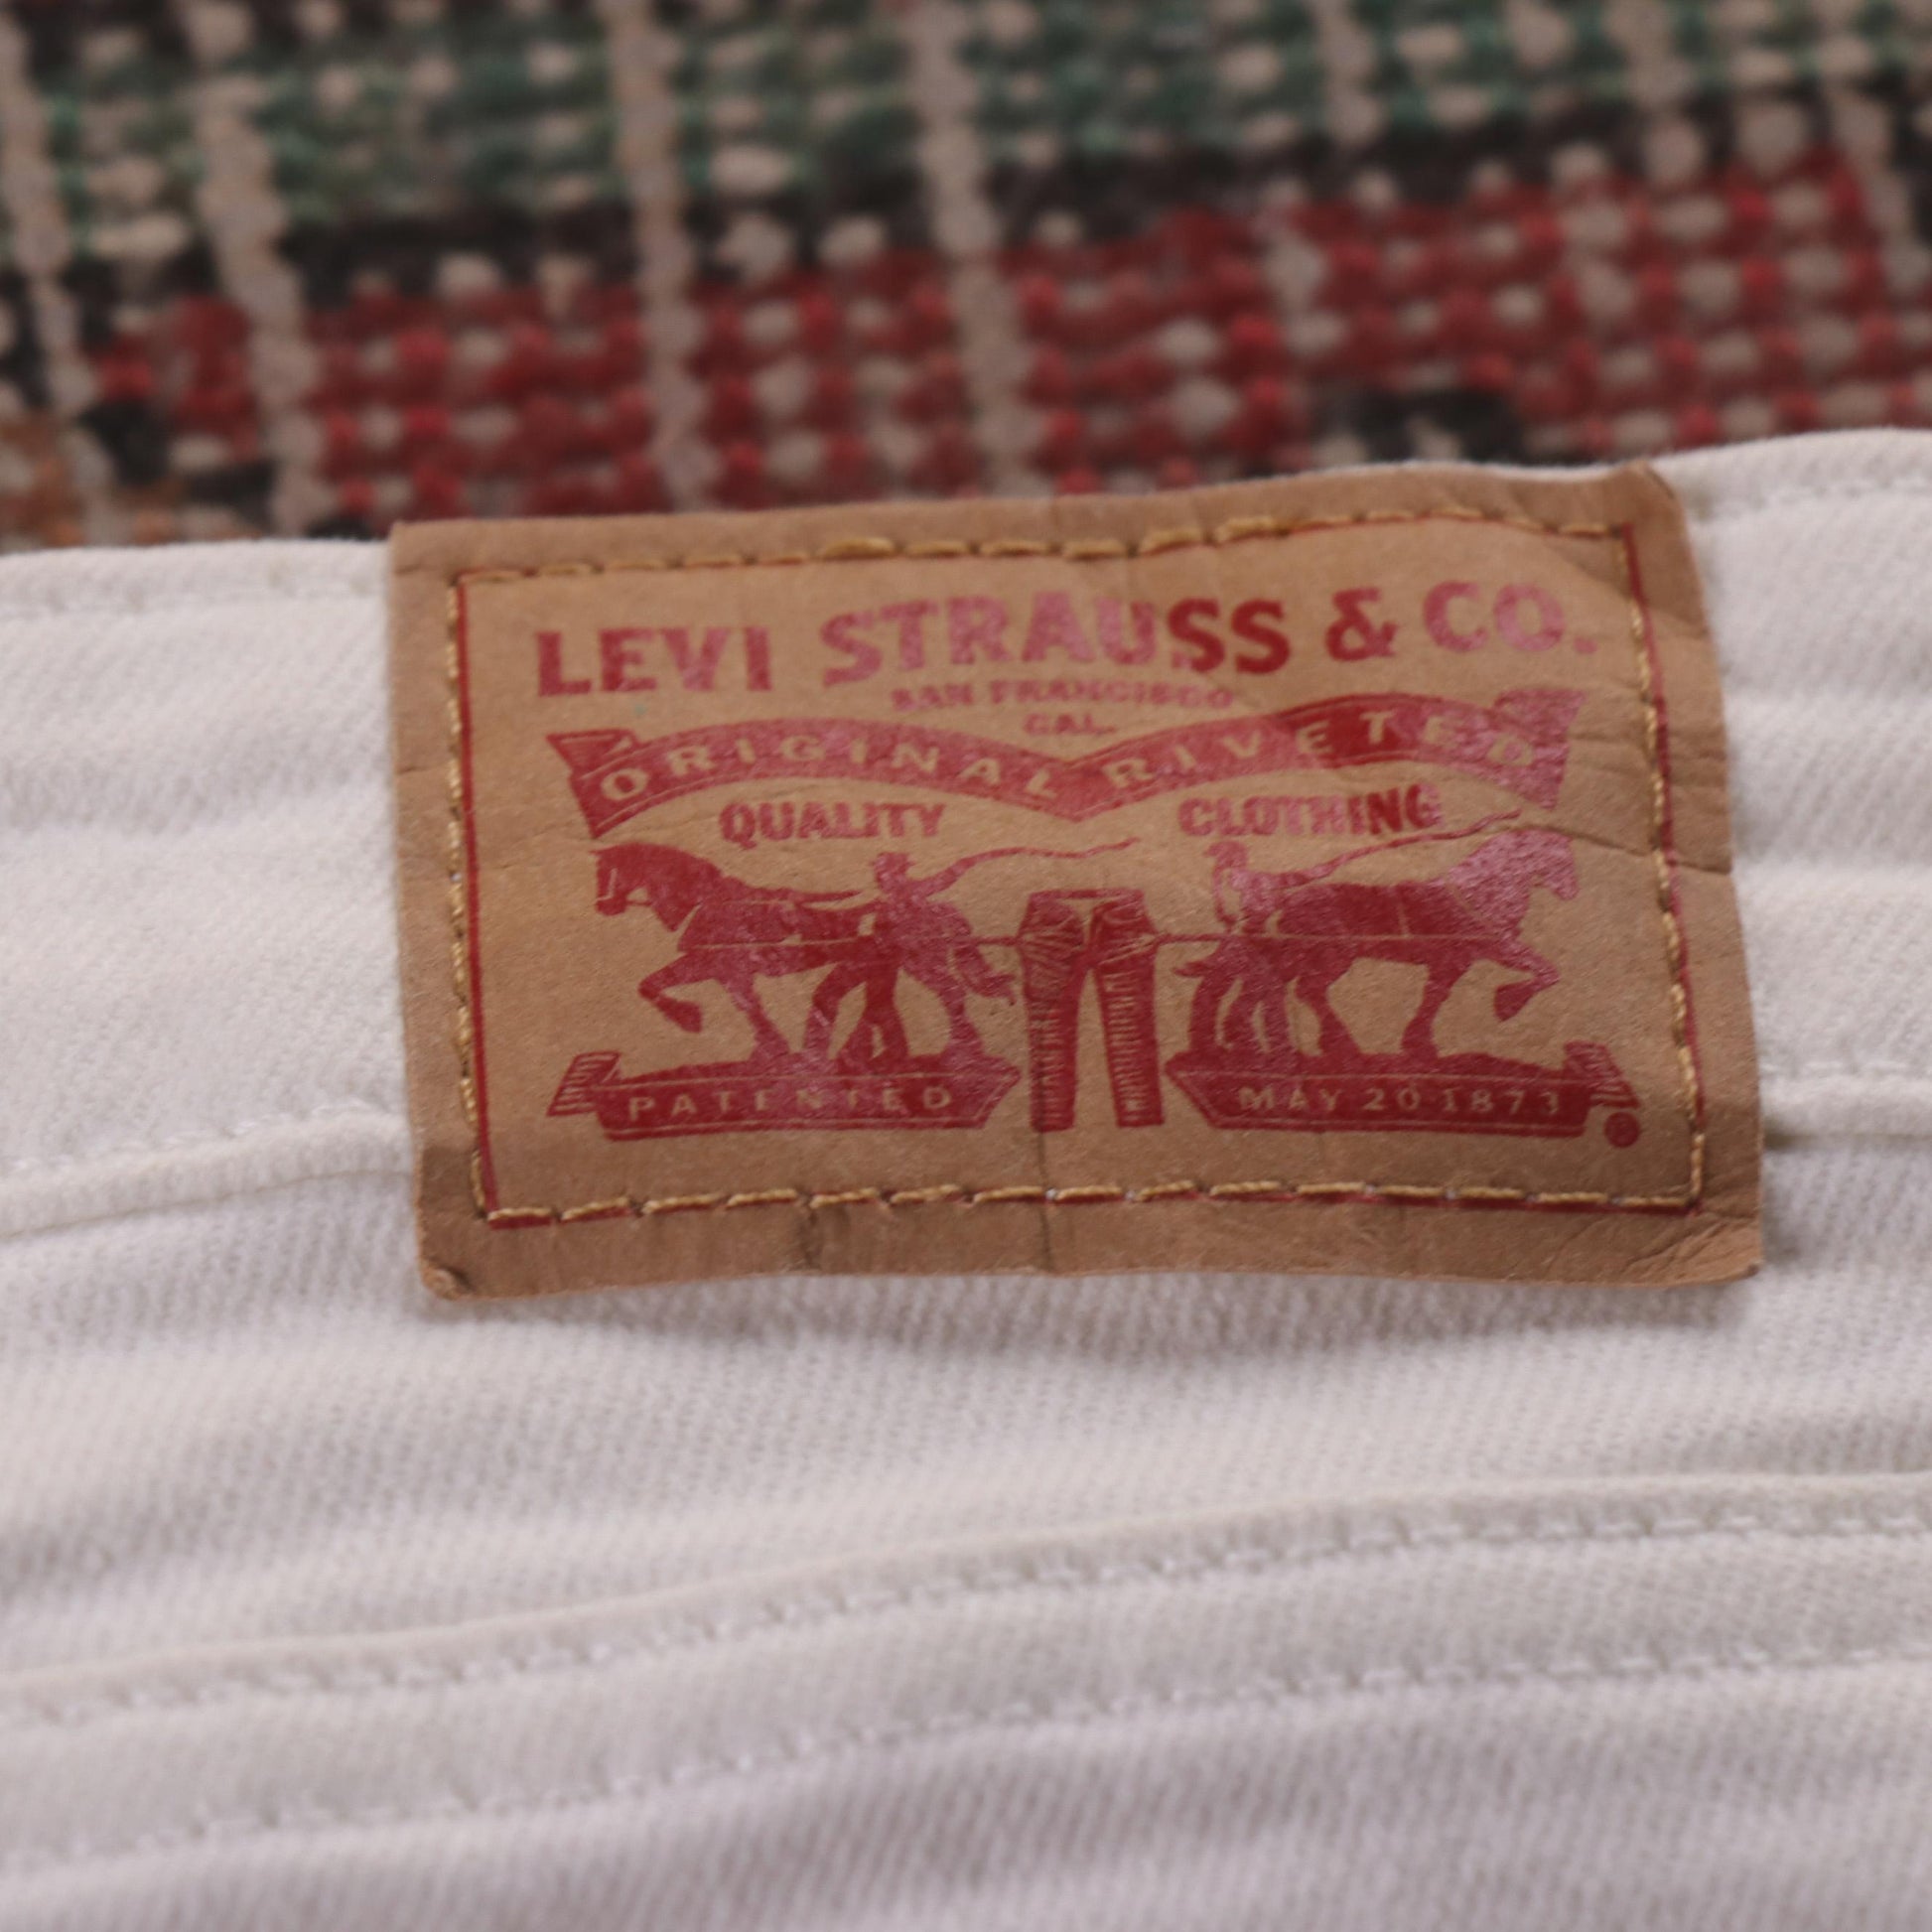 LEVI STRAUSS & CO.
SAN FRANCISCO
CAL.
ORIGINAL RIVETED
QUALITY CLOTHING
PATENTED MAY 20 1873
®